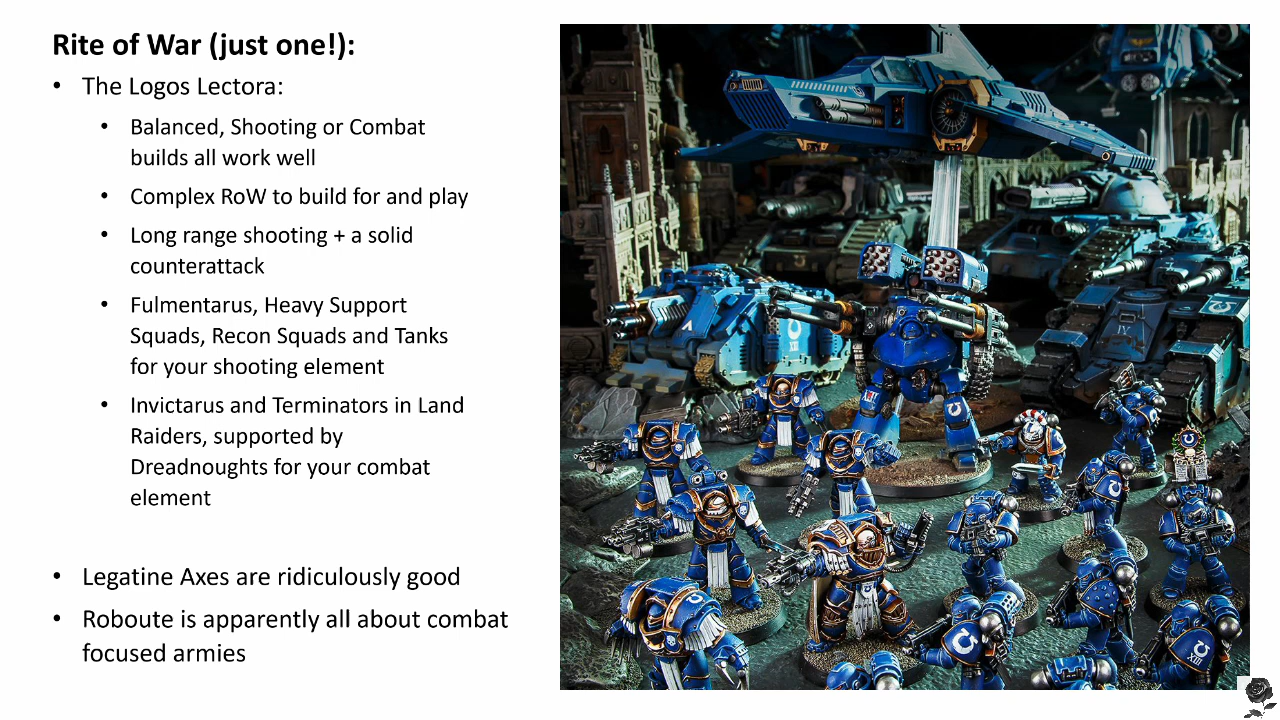 Rite of War (just one!):
• The Logos Lectora:
• Balanced, Shooting or Combat
builds all work well
• Complex RoW to build for and play
• Long range shooting + a solid
counterattack
• Fulmentarus, Heavy Support
Squads, Recon Squads and Tanks
for your shooting element
• Invictarus and Terminators in Land
Raiders, supported by
Dreadnoughts for your combat
element
• Legatine Axes are ridiculously good
• Roboute is apparently all about combat
focused armies
IV
XIII